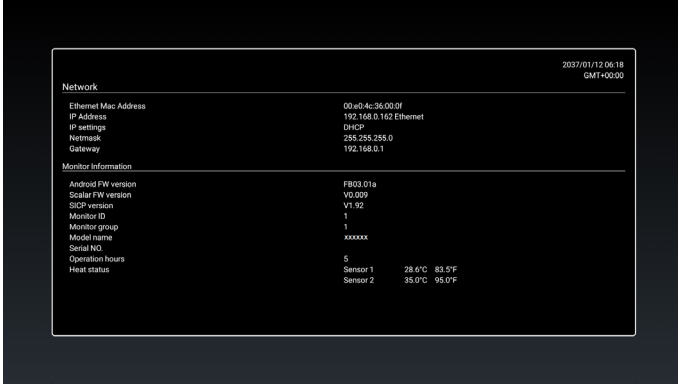 2037/01/12 06:18
GMT+00:00
Network
Ethernet Mac Address 00:e0:4c:36:00:0f
IP Address 192.168.0.162 Ethernet
IP settings DHCP
Netmask 255.255.255.0
Gateway 192.168.0.1
Monitor Information
Android FW version FB03.01a
Scalar FW version V0.009
SICP version V1.92
Monitor ID 1
Monitor group 1
Model name xxxxxx
Serial NO.
Operation hours 5
Heat status Sensor 1 28.6°C 83.5°F
Sensor 2 35.0°C 95.0°F